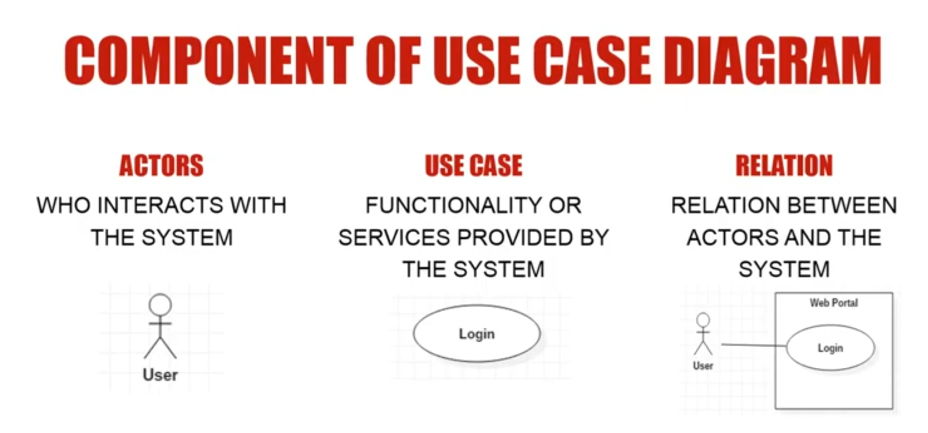 COMPONENT OF USE CASE DIAGRAM
ACTORS
WHO INTERACTS WITH
THE SYSTEM
User
USE CASE
FUNCTIONALITY OR
SERVICES PROVIDED BY
THE SYSTEM
Login
RELATION
RELATION BETWEEN
ACTORS AND THE
SYSTEM
Web Portal
Login
User